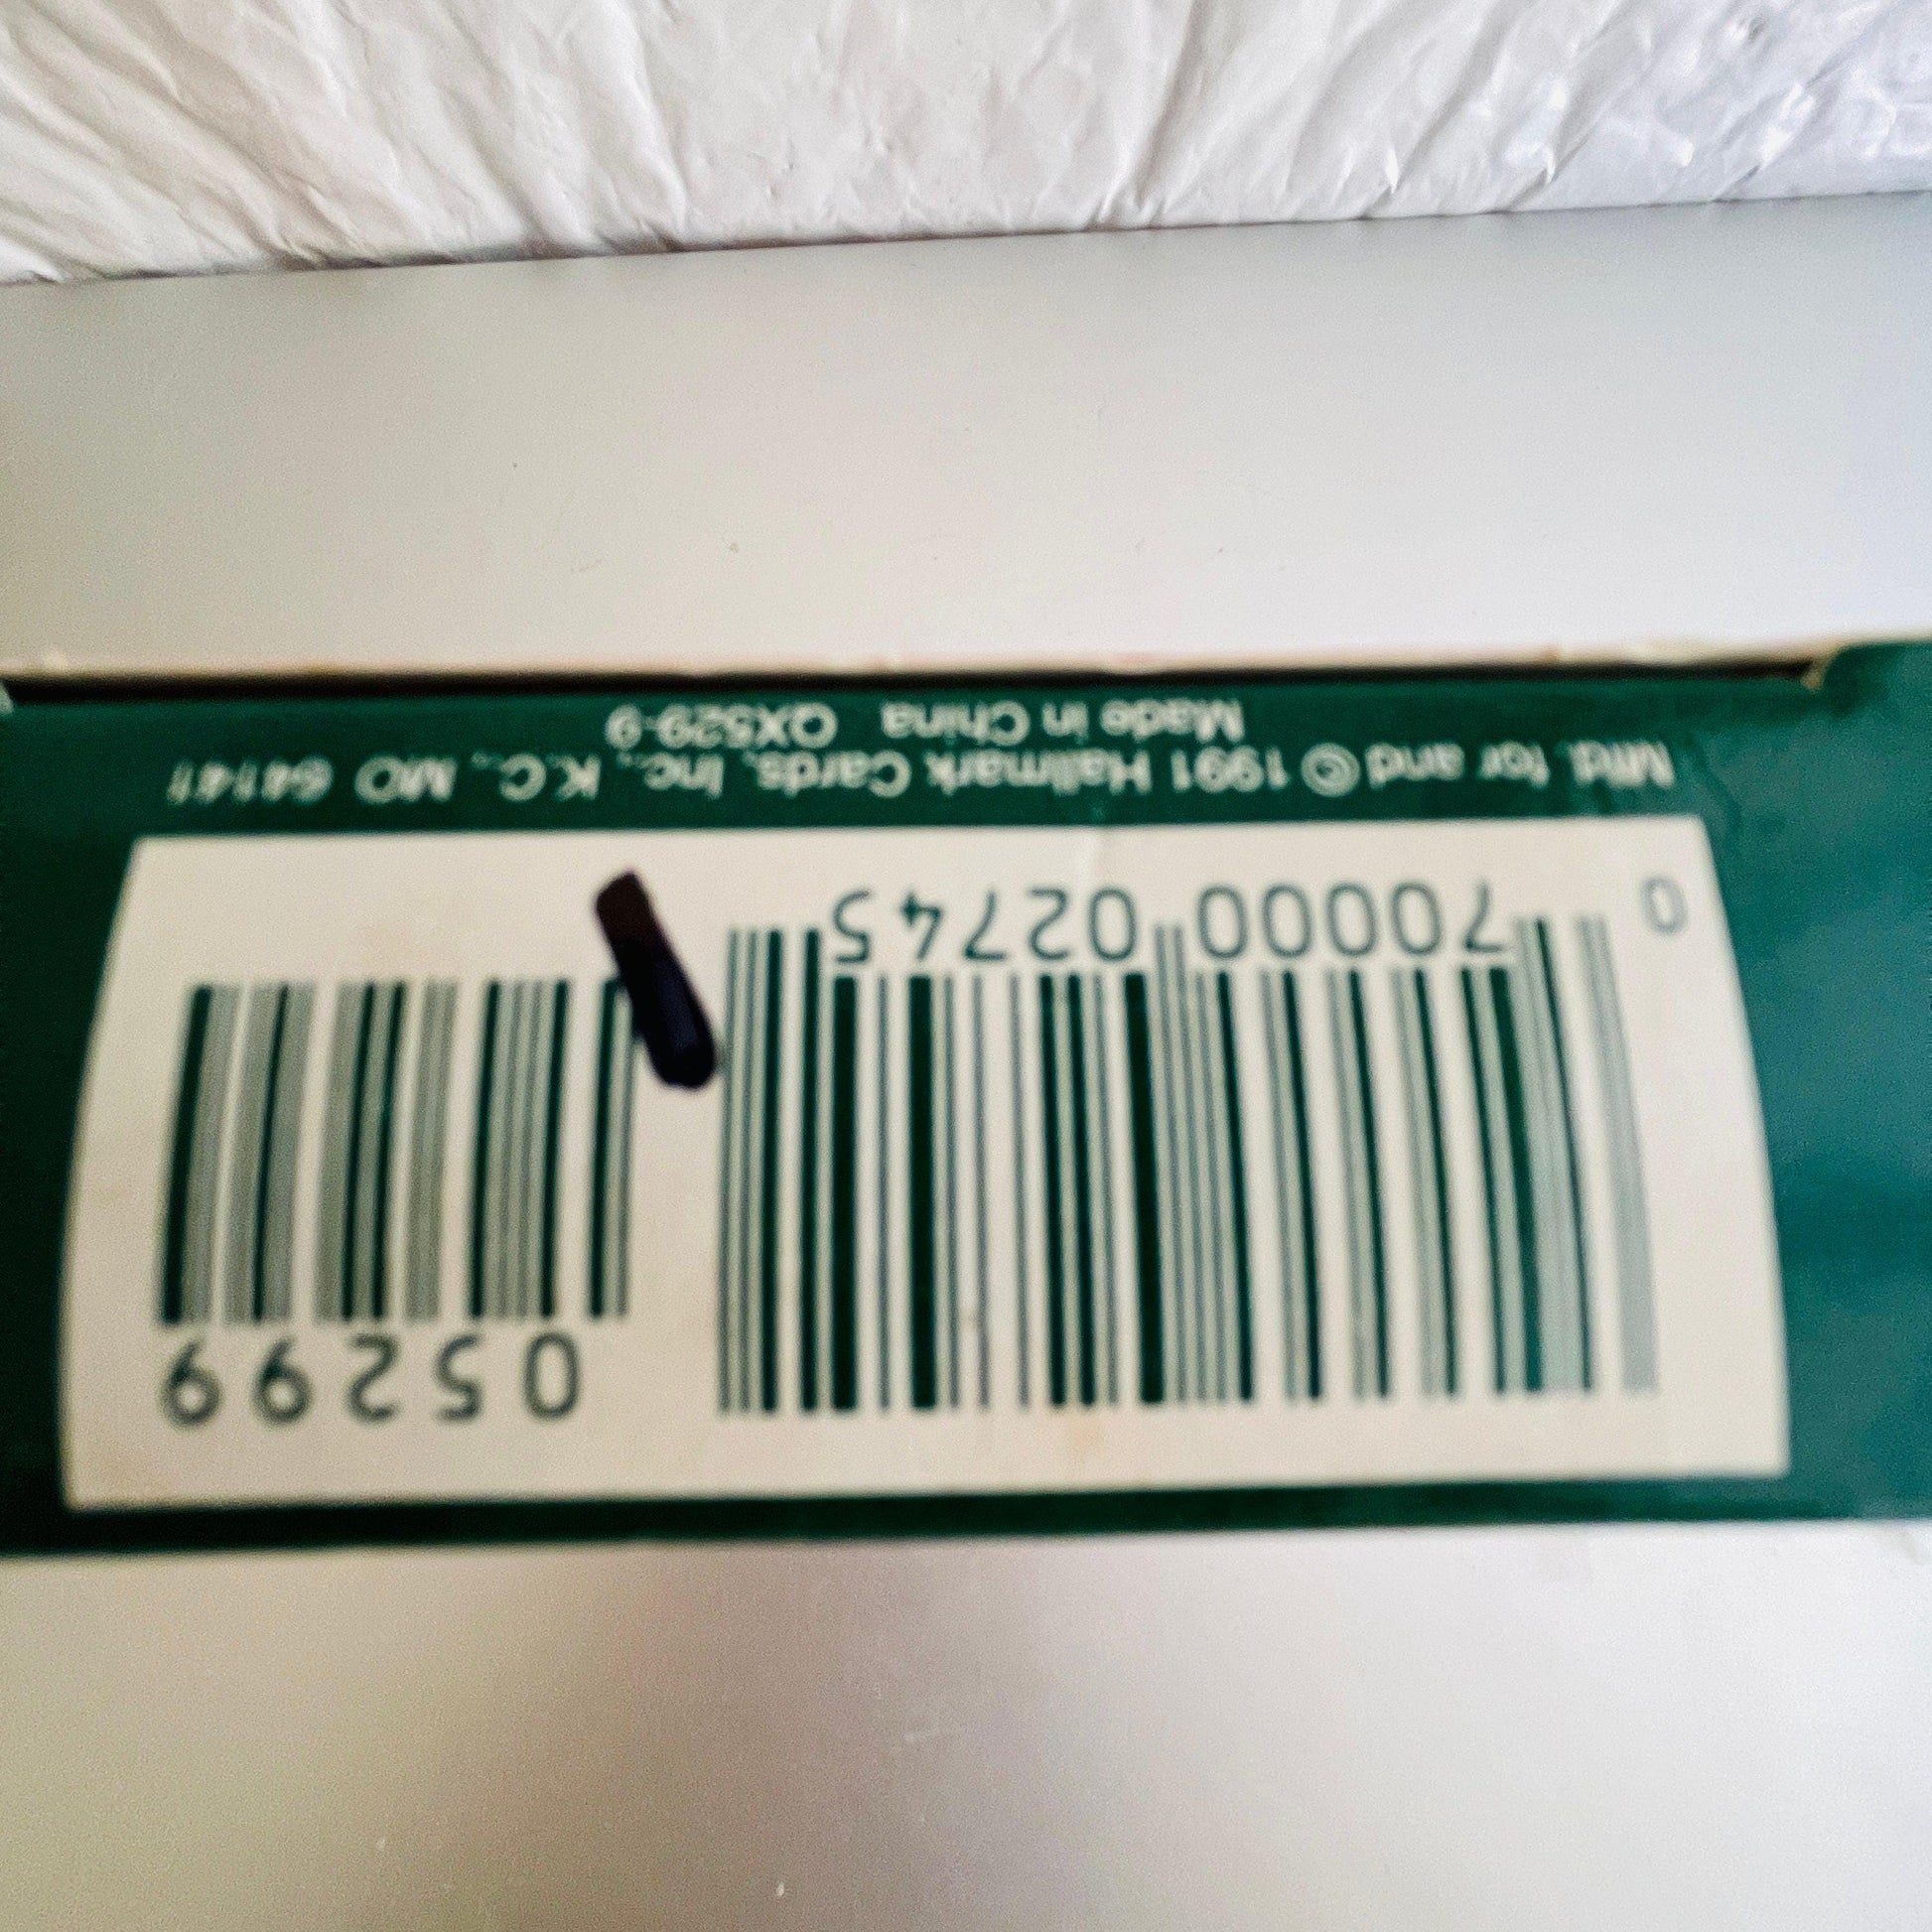 05299
0 70000 02745
Mfd. for and © 1991 Hallmark Cards, Inc., K.C., MO 64141
Made in China QX529-9